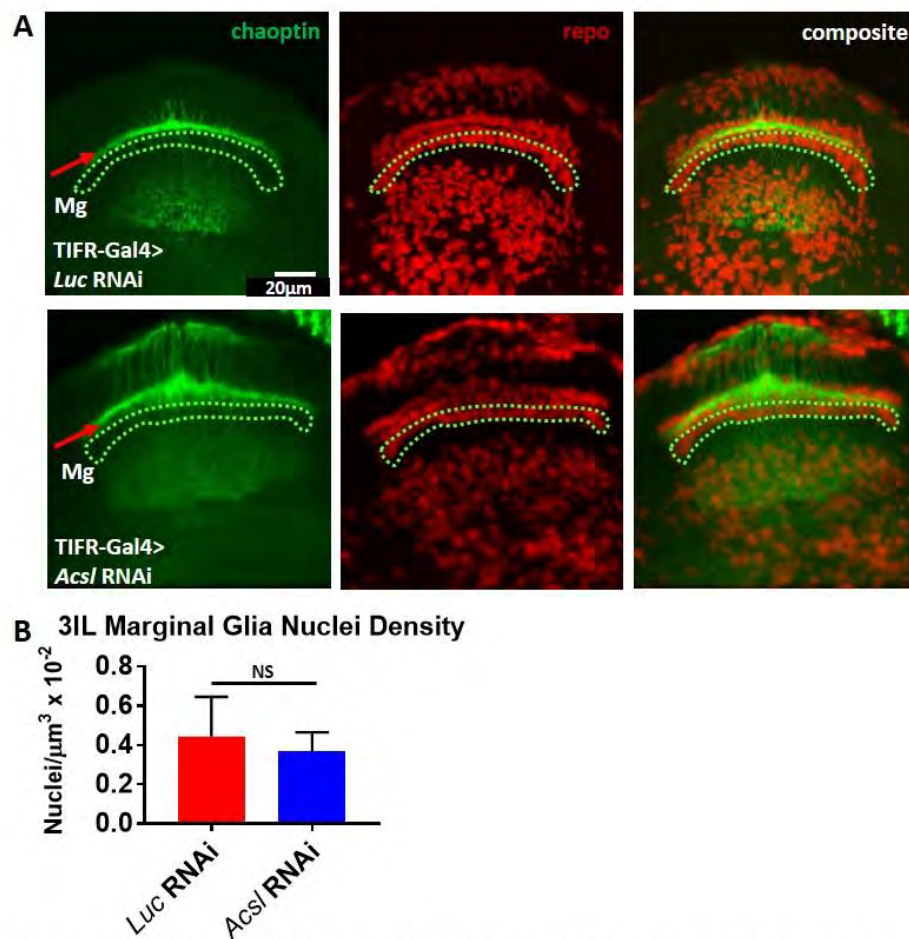 A
chaoptin
repo
composite
Mg
TIFR-Gal4>
Luc RNAi
20μm
Mg
TIFR-Gal4>
Acsl RNAi
B 3IL Marginal Glia Nuclei Density
Nuclei/μm³ x 10⁻²
0.8
0.6
0.4
0.2
0.0
NS
Luc RNAi
Acsl RNAi